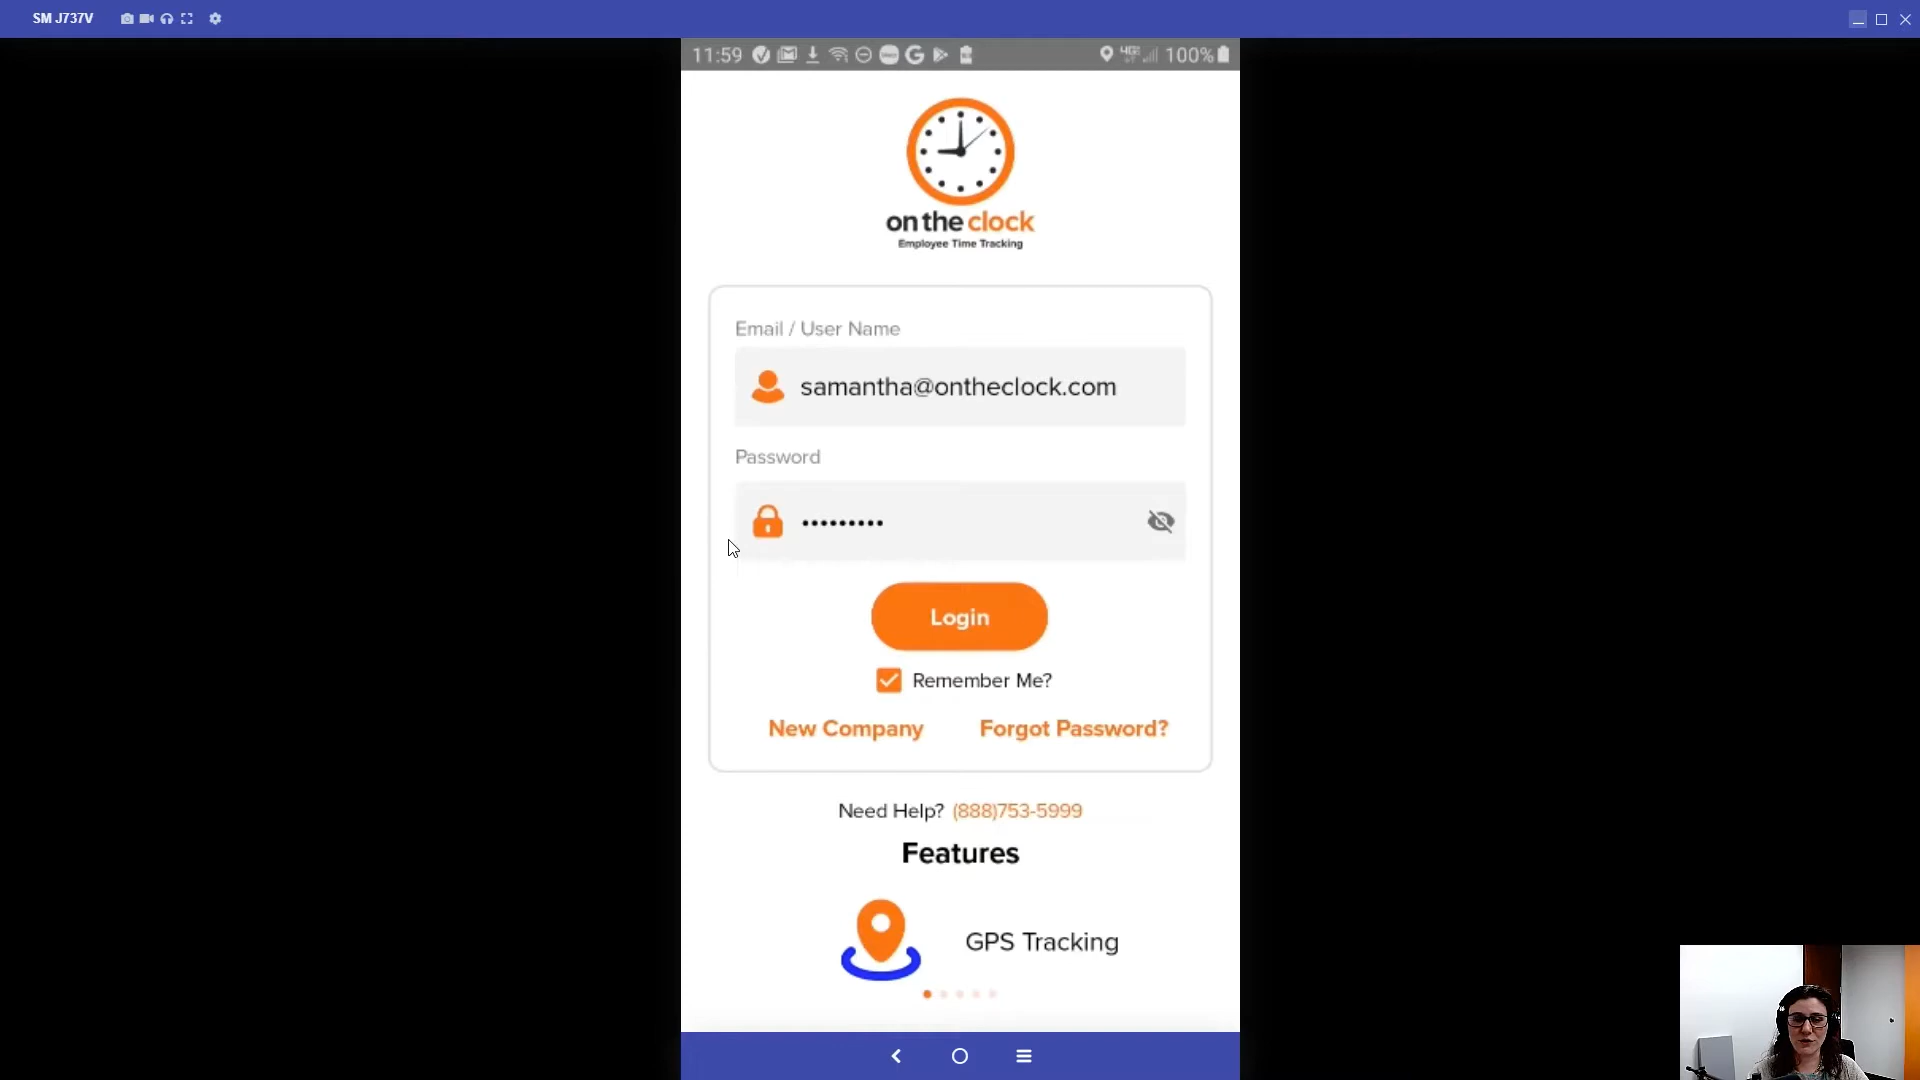 SM J737V
11:59
4G
100%
on the clock
Employee Time Tracking
Email / User Name
samantha@ontheclock.com
Password
•••••••••
Login
Remember Me?
New Company Forgot Password?
Need Help? (888)753-5999
Features
GPS Tracking